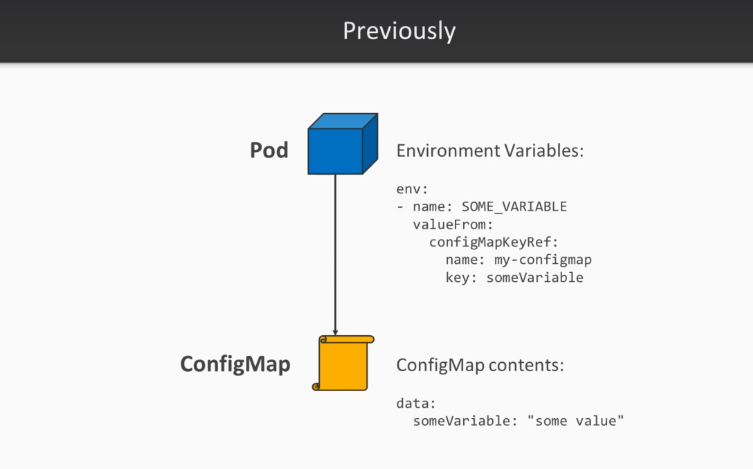 Previously
Pod
Environment Variables:
env:
- name: SOME_VARIABLE
  valueFrom:
    configMapKeyRef:
      name: my-configmap
      key: someVariable
ConfigMap
ConfigMap contents:
data:
  someVariable: "some value"